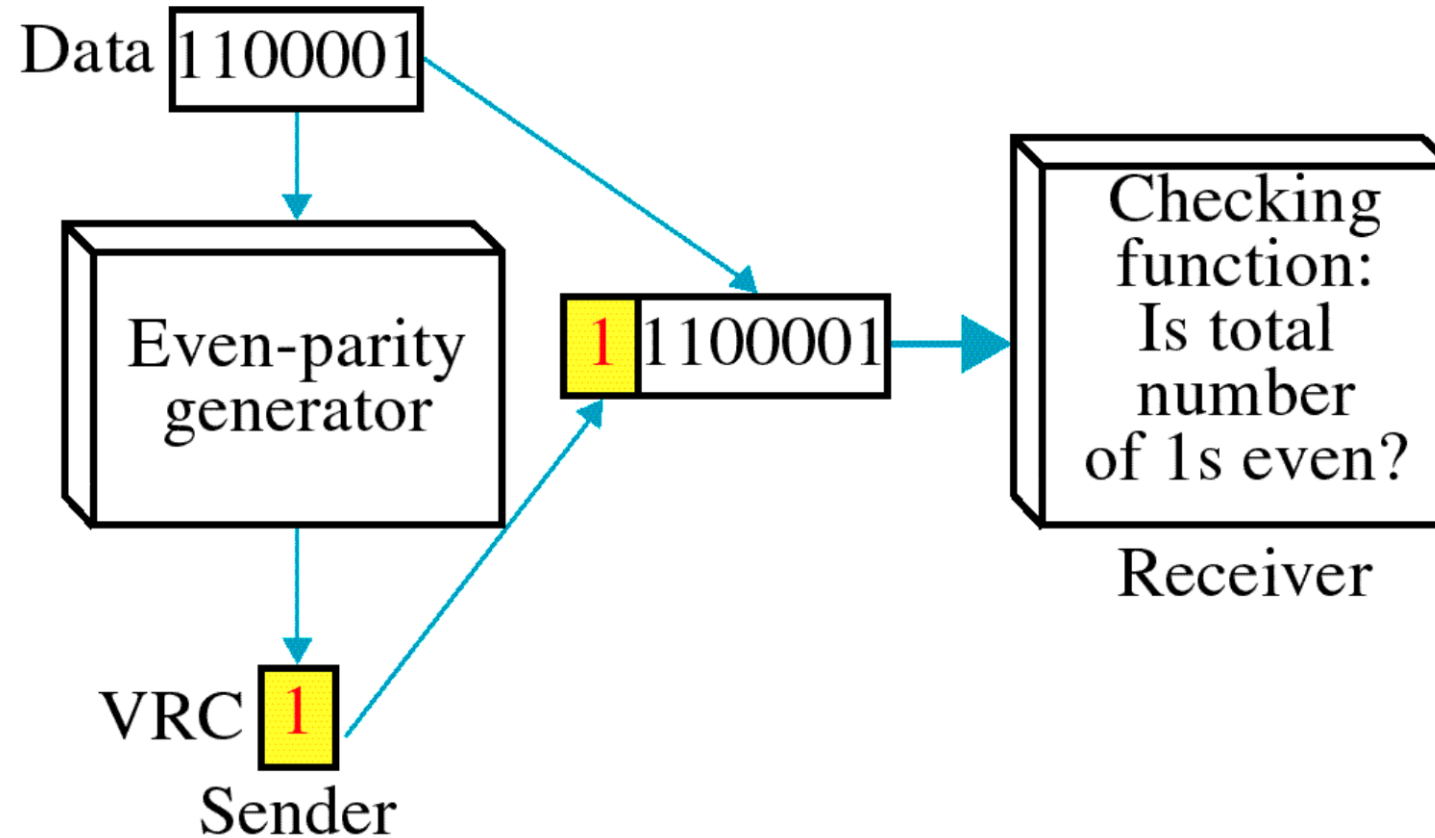 Data 1100001
Even-parity
generator
VRC 1
Sender
1 1100001
Checking
function:
Is total
number
of 1s even?
Receiver